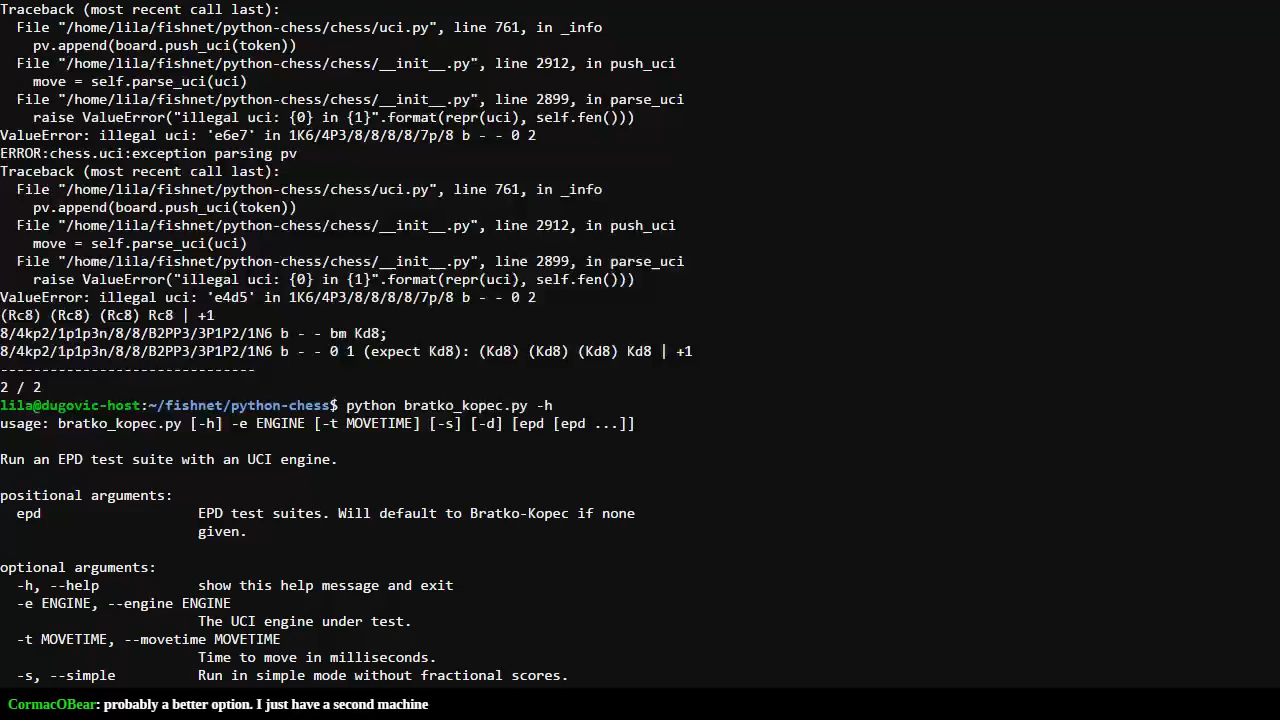 Traceback (most recent call last):
  File "/home/lila/fishnet/python-chess/chess/uci.py", line 761, in _info
    pv.append(board.push_uci(token))
  File "/home/lila/fishnet/python-chess/chess/__init__.py", line 2912, in push_uci
    move = self.parse_uci(uci)
  File "/home/lila/fishnet/python-chess/chess/__init__.py", line 2899, in parse_uci
    raise ValueError("illegal uci: {0} in {1}".format(repr(uci), self.fen()))
ValueError: illegal uci: 'e6e7' in 1K6/4P3/8/8/8/8/7p/8 b - - 0 2
ERROR:chess.uci:exception parsing pv
Traceback (most recent call last):
  File "/home/lila/fishnet/python-chess/chess/uci.py", line 761, in _info
    pv.append(board.push_uci(token))
  File "/home/lila/fishnet/python-chess/chess/__init__.py", line 2912, in push_uci
    move = self.parse_uci(uci)
  File "/home/lila/fishnet/python-chess/chess/__init__.py", line 2899, in parse_uci
    raise ValueError("illegal uci: {0} in {1}".format(repr(uci), self.fen()))
ValueError: illegal uci: 'e4d5' in 1K6/4P3/8/8/8/8/7p/8 b - - 0 2
(Rc8) (Rc8) (Rc8) Rc8 | +1
8/4kp2/1p1p3n/8/8/B2PP3/3P1P2/1N6 b - - bm Kd8;
8/4kp2/1p1p3n/8/8/B2PP3/3P1P2/1N6 b - - 0 1 (expect Kd8): (Kd8) (Kd8) (Kd8) Kd8 | +1
-------------------------------
2 / 2
lila@dugovic-host:~/fishnet/python-chess$ python bratko_kopec.py -h
usage: bratko_kopec.py [-h] -e ENGINE [-t MOVETIME] [-s] [-d] [epd [epd ...]]
Run an EPD test suite with an UCI engine.
positional arguments:
  epd                   EPD test suites. Will default to Bratko-Kopec if none
                        given.
optional arguments:
  -h, --help            show this help message and exit
  -e ENGINE, --engine ENGINE
                        The UCI engine under test.
  -t MOVETIME, --movetime MOVETIME
                        Time to move in milliseconds.
  -s, --simple          Run in simple mode without fractional scores.
CormacOBear: probably a better option. I just have a second machine